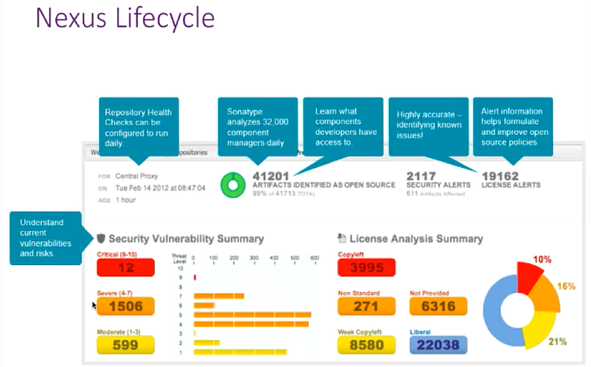 Nexus Lifecycle
Repository Health
Checks can be
configured to run
daily.
Sonatype
analyzes 32,000
component
managers daily
Learn what
components
developers have
access to.
Highly accurate –
identifying known
issues!
Alert information
helps formulate
and improve open
source policies
FOR Central Proxy
ON Tue Feb 14 2012 at 08:47:04
AGE 1 hour
41201
ARTIFACTS IDENTIFIED AS OPEN SOURCE
99% of 41713 TOTAL
2117
SECURITY ALERTS
611 Artifacts Affected
19162
LICENSE ALERTS
Understand
current
vulnerabilities
and risks.
Security Vulnerability Summary
Critical (8-10)
12
Severe (4-7)
1506
Moderate (1-3)
599
Threat
Level
0 100 200 300 400 500 600
10
9
8
7
6
5
4
3
2
1
License Analysis Summary
Copyleft
3995
Non Standard
271
Not Provided
6316
Weak Copyleft
8580
Liberal
22038
10%
16%
21%